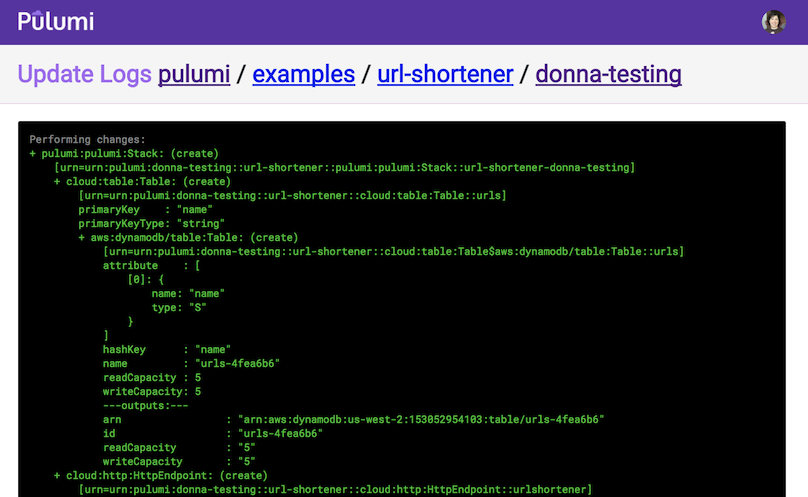 Pulumi
Update Logs pulumi / examples / url-shortener / donna-testing
Performing changes:
+ pulumi:pulumi:Stack: (create)
[urn=urn:pulumi:donna-testing::url-shortener::pulumi:pulumi:Stack::url-shortener-donna-testing]
+ cloud:table:Table: (create)
[urn=urn:pulumi:donna-testing::url-shortener::cloud:table:Table::urls]
primaryKey    : "name"
primaryKeyType: "string"
+ aws:dynamodb/table:Table: (create)
[urn=urn:pulumi:donna-testing::url-shortener::cloud:table:Table$aws:dynamodb/table:Table::urls]
attribute    : [
[0]: {
name: "name"
type: "S"
}
]
hashKey      : "name"
name         : "urls-4fea6b6"
readCapacity : 5
writeCapacity: 5
---outputs:---
arn                 : "arn:aws:dynamodb:us-west-2:153052954103:table/urls-4fea6b6"
id                  : "urls-4fea6b6"
readCapacity        : "5"
writeCapacity       : "5"
+ cloud:http:HttpEndpoint: (create)
[urn=urn:pulumi:donna-testing::url-shortener::cloud:http:HttpEndpoint::urlshortener]